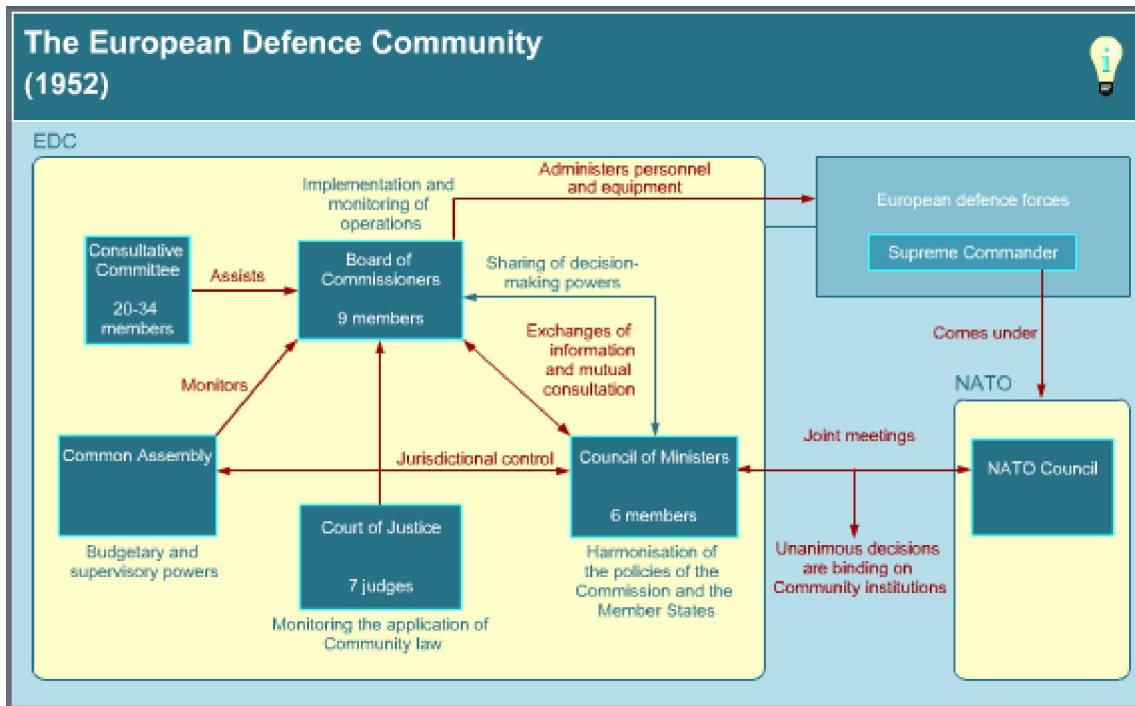 The European Defence Community
(1952)
i
EDC
Implementation and
monitoring of
operations
Administers personnel
and equipment
European defence forces
Supreme Commander
Consultative
Committee
20-34
members
Assists
Board of
Commissioners
9 members
Sharing of decision-
making powers
Exchanges of
information
and mutual
consultation
Comes under
Monitors
NATO
Common Assembly
Budgetary and
supervisory powers
Jurisdictional control
Court of Justice
7 judges
Monitoring the application of
Community law
Council of Ministers
6 members
Harmonisation of
the policies of the
Commission and the
Member States
Joint meetings
Unanimous decisions
are binding on
Community institutions
NATO Council